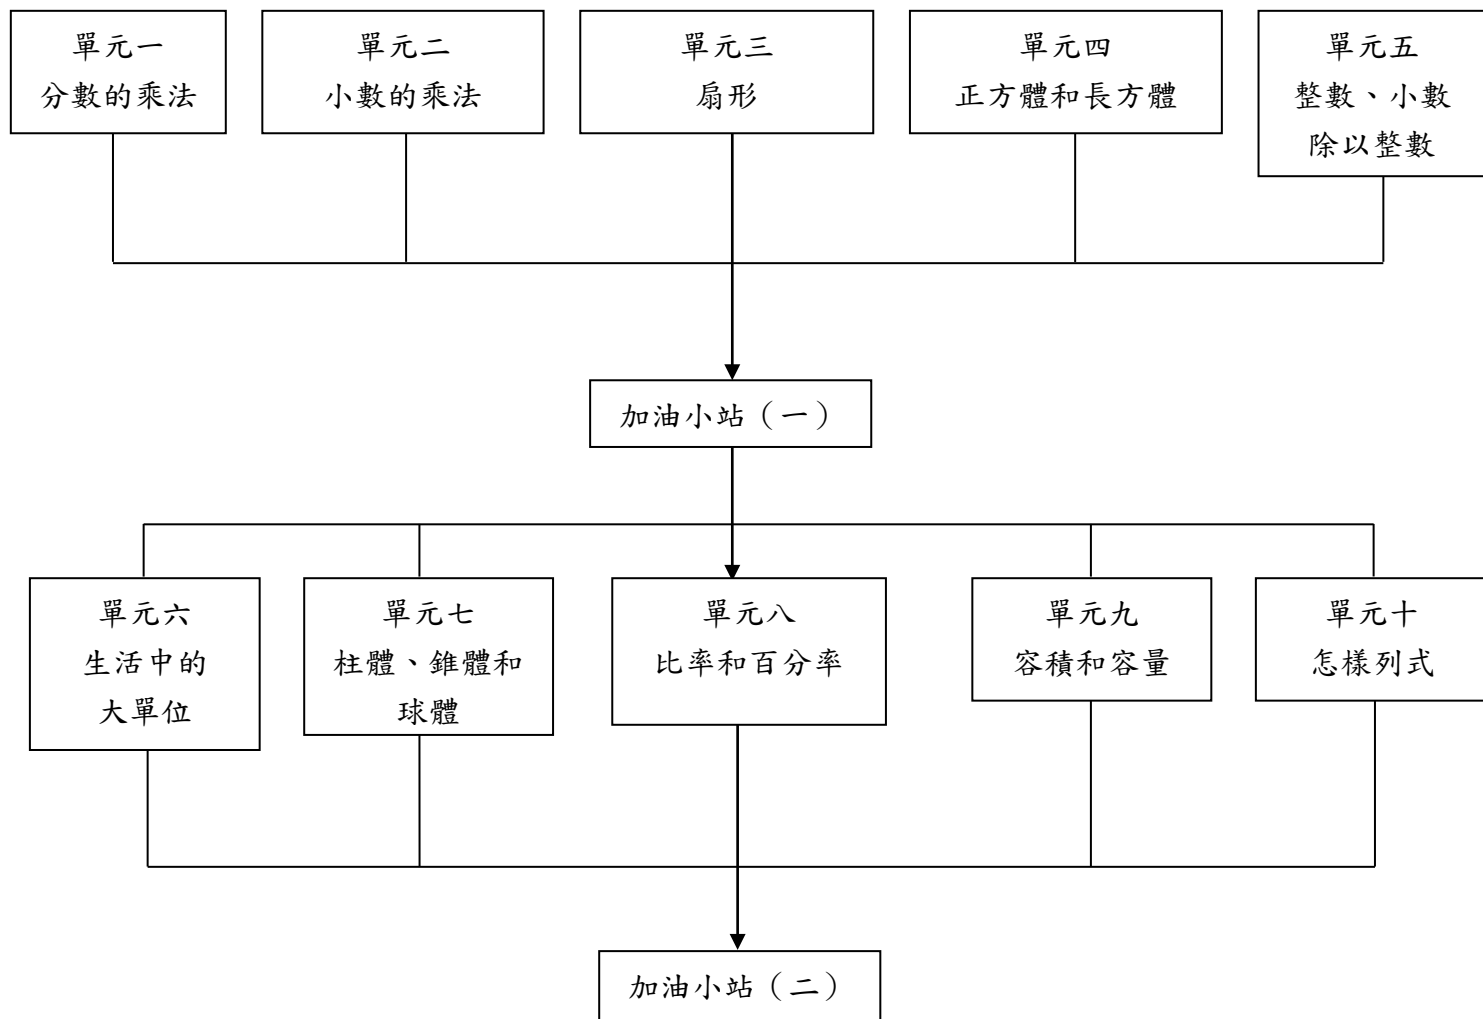 單元一
分數的乘法
單元二
小數的乘法
單元三
扇形
單元四
正方體和長方體
單元五
整數、小數
除以整數
加油小站（一）
單元六
生活中的
大單位
單元七
柱體、錐體和
球體
單元八
比率和百分率
單元九
容積和容量
單元十
怎樣列式
加油小站（二）